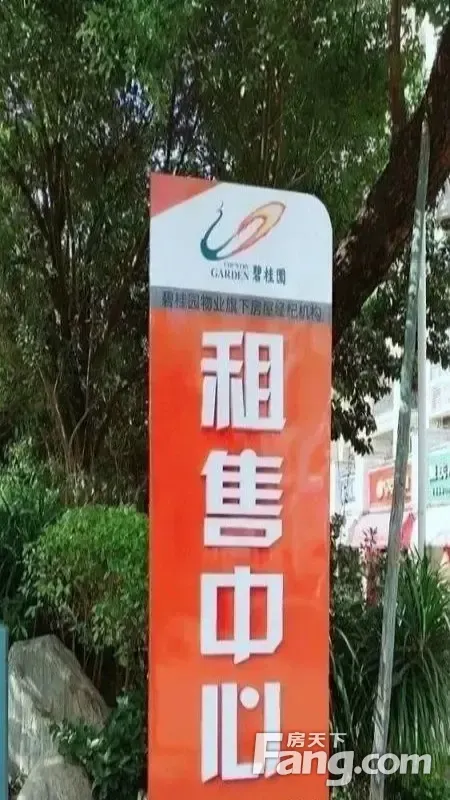 COUNTRY
GARDEN 碧桂园
碧桂园物业旗下房屋经纪机构
租
售
中
心
房天下
Fang.com